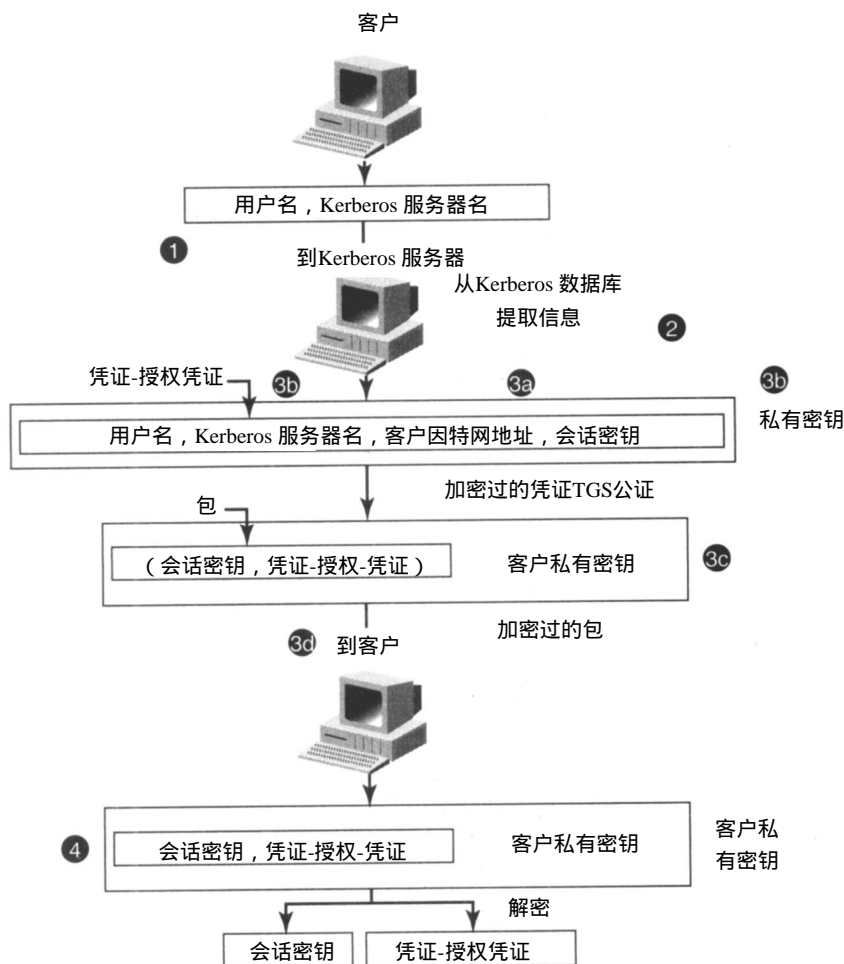 客户
用户名，Kerberos 服务器名
1
到Kerberos 服务器
从Kerberos 数据库
提取信息
2
凭证-授权凭证
3b
3a
3b
私有密钥
用户名，Kerberos 服务器名，客户因特网地址，会话密钥
加密过的凭证TGS公证
包
（会话密钥，凭证-授权-凭证）
客户私有密钥
3c
加密过的包
3d
到客户
4
会话密钥，凭证-授权-凭证
客户私有密钥
客户私
有密钥
解密
会话密钥
凭证-授权凭证